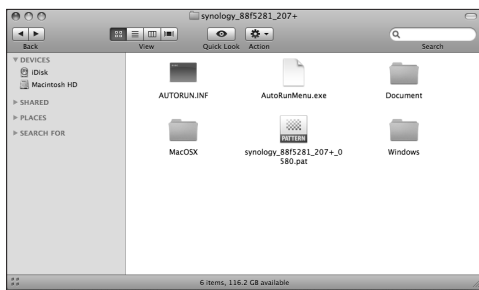 synology_88f5281_207+
Back
View
Quick Look
Action
Search
DEVICES
iDisk
Macintosh HD
SHARED
PLACES
SEARCH FOR
AUTORUN.INF
AutoRunMenu.exe
Document
MacOSX
PATTERN
synology_88f5281_207+_0
580.pat
Windows
6 items, 116.2 GB available